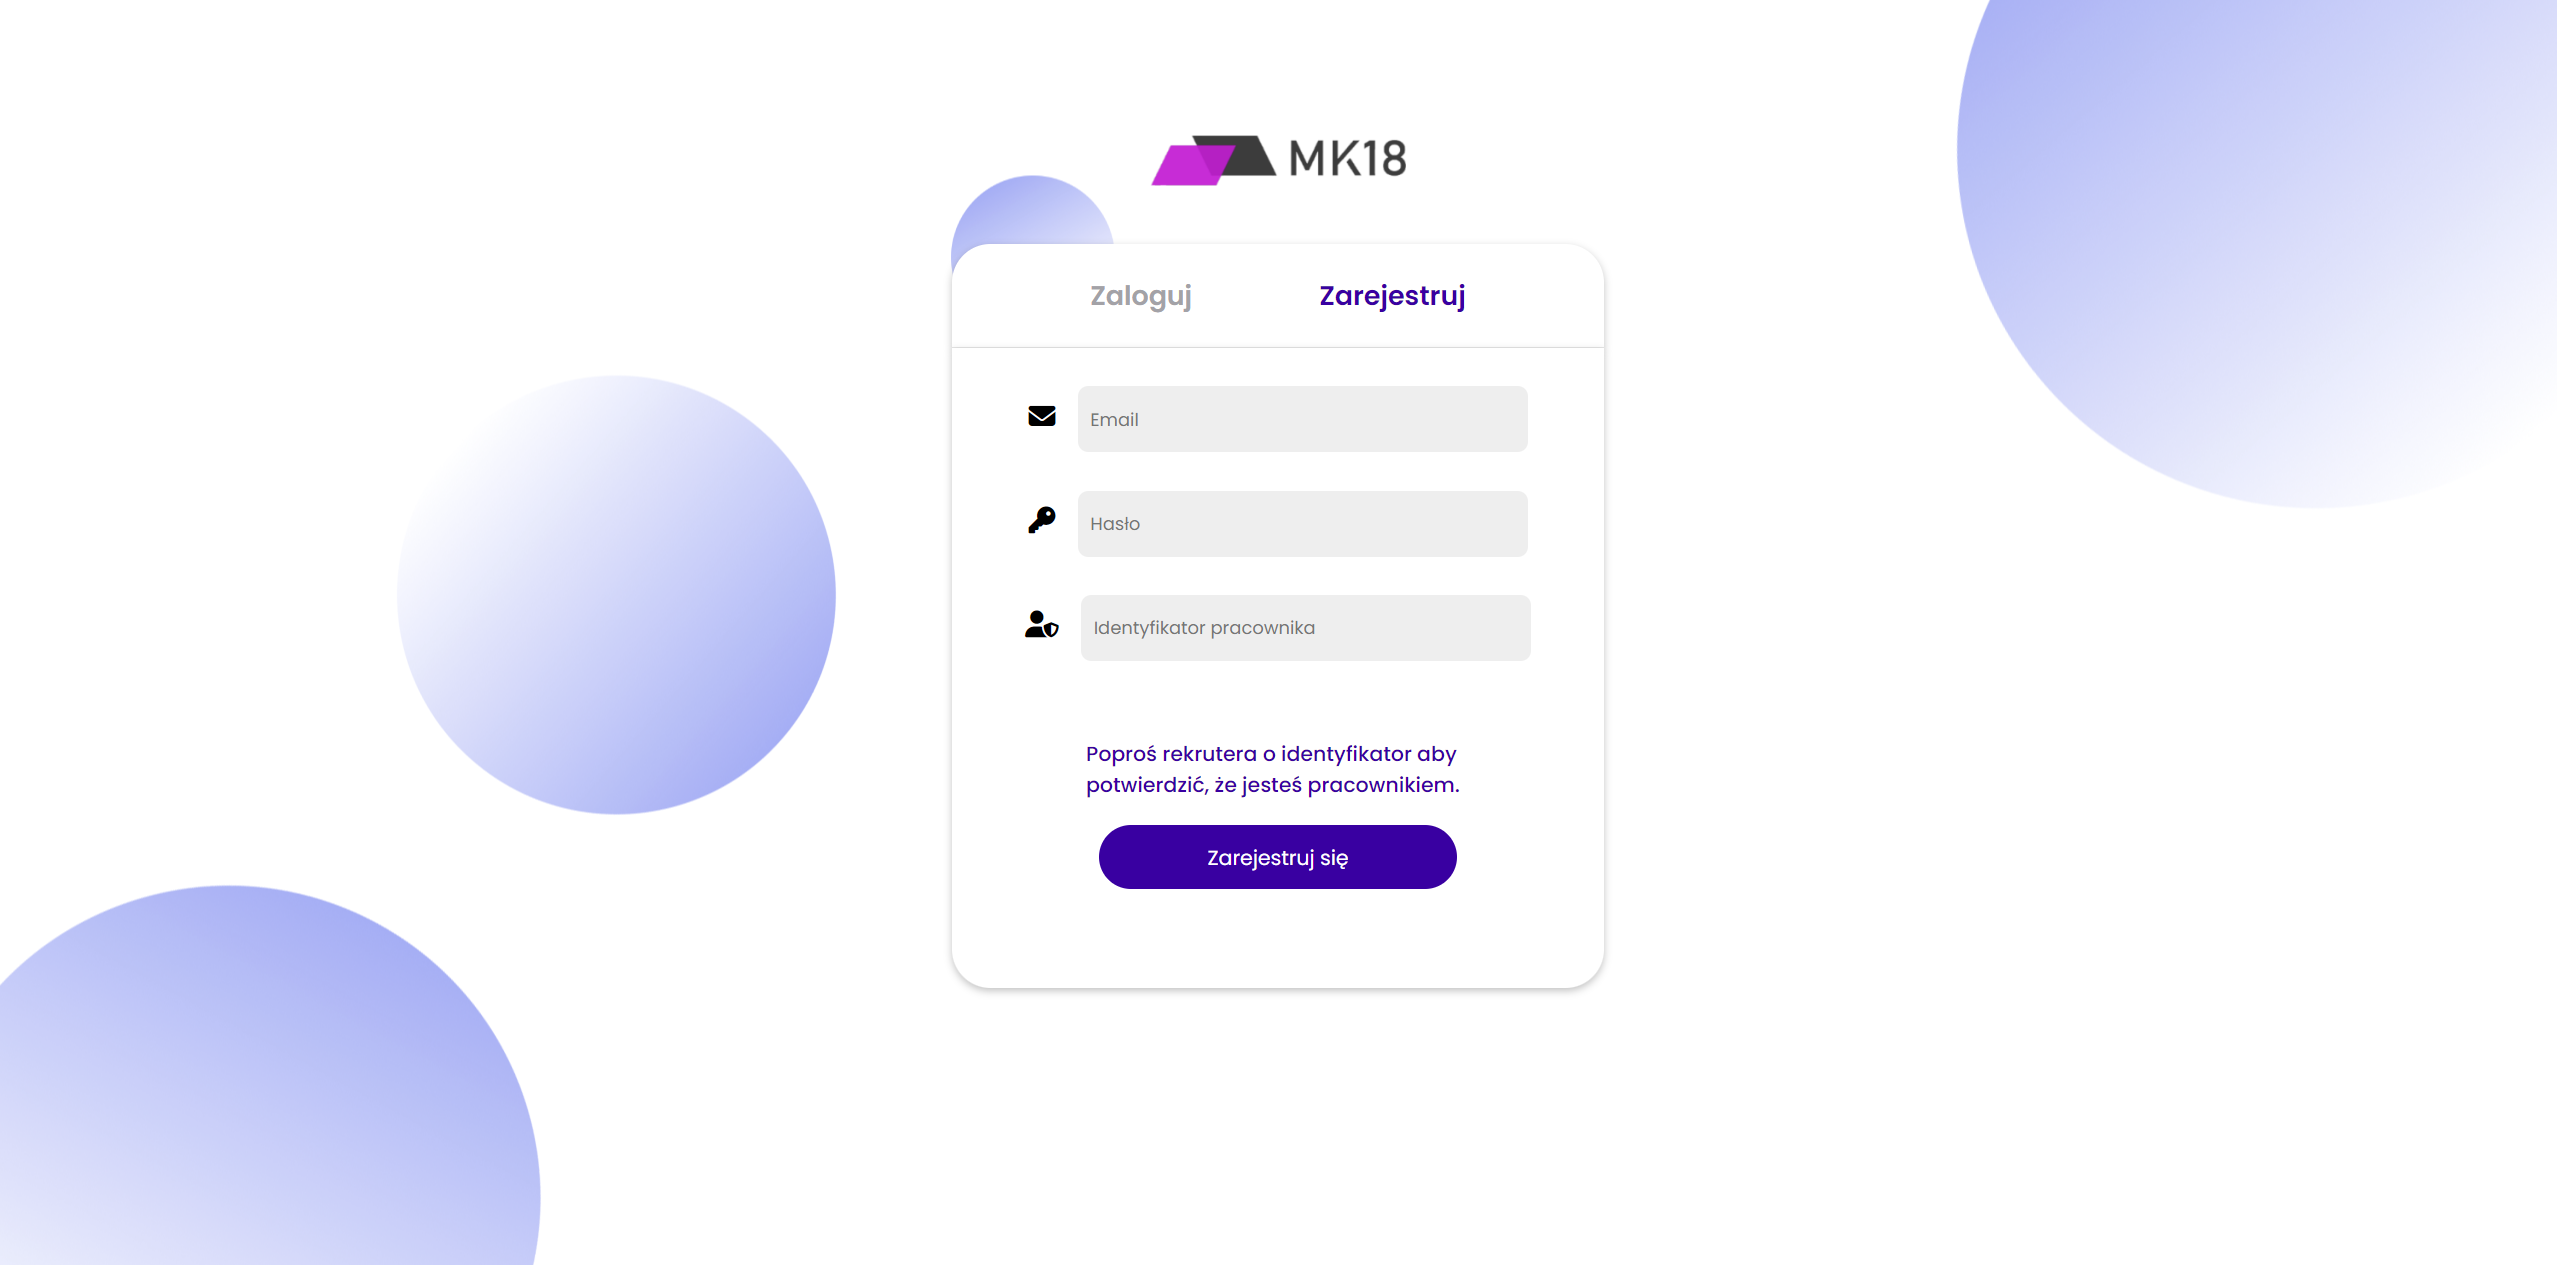 MK18
Zaloguj Zarejestruj
Email
Hasło
Identyfikator pracownika
Poproś rekrutera o identyfikator aby
potwierdzić, że jesteś pracownikiem.
Zarejestruj się